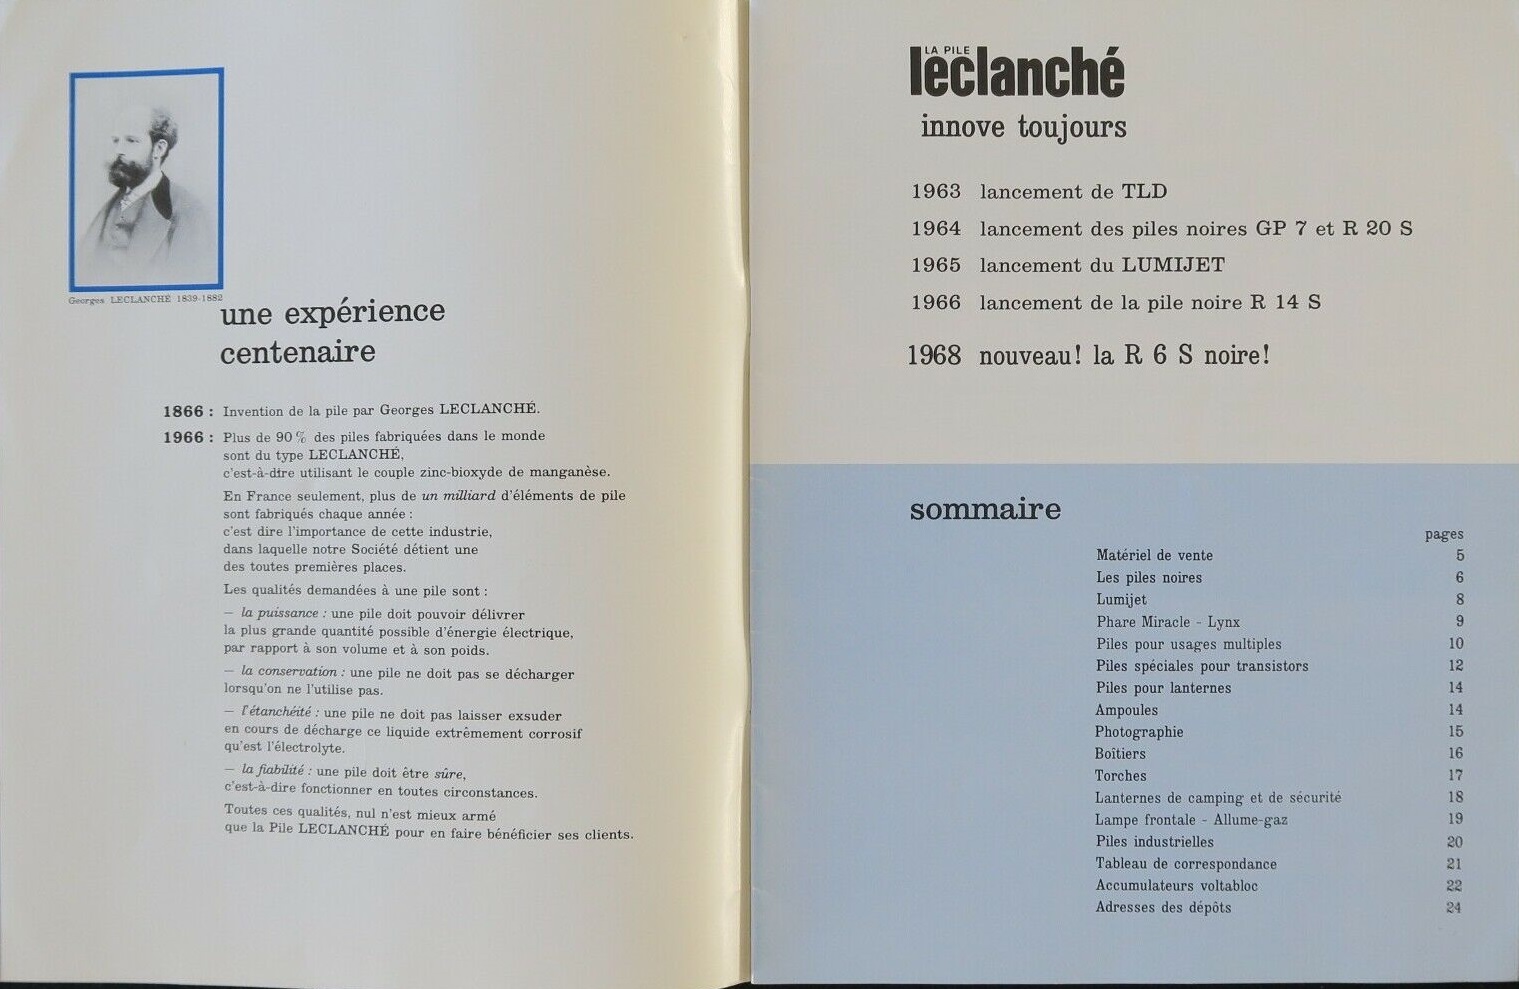 Georges LECLANCHÉ 1839-1882
une expérience
centenaire
1866 : Invention de la pile par Georges LECLANCHÉ.
1966 : Plus de 90 % des piles fabriquées dans le monde
sont du type LECLANCHÉ,
c'est-à-dire utilisant le couple zinc-bioxyde de manganèse.
En France seulement, plus de un milliard d'éléments de pile
sont fabriqués chaque année :
c'est dire l'importance de cette industrie,
dans laquelle notre Société détient une
des toutes premières places.
Les qualités demandées à une pile sont :
— la puissance : une pile doit pouvoir délivrer
la plus grande quantité possible d'énergie électrique,
par rapport à son volume et à son poids.
— la conservation : une pile ne doit pas se décharger
lorsqu'on ne l'utilise pas.
— l'étanchéité : une pile ne doit pas laisser exsuder
en cours de décharge ce liquide extrêmement corrosif
qu'est l'électrolyte.
— la fiabilité : une pile doit être sûre,
c'est-à-dire fonctionner en toutes circonstances.
Toutes ces qualités, nul n'est mieux armé
que la Pile LECLANCHÉ pour en faire bénéficier ses clients.
LA PILE
leclanché
innove toujours
1963 lancement de TLD
1964 lancement des piles noires GP 7 et R 20 S
1965 lancement du LUMIJET
1966 lancement de la pile noire R 14 S
1968 nouveau! la R 6 S noire!
sommaire
pages
Matériel de vente 5
Les piles noires 6
Lumijet 8
Phare Miracle - Lynx 9
Piles pour usages multiples 10
Piles spéciales pour transistors 12
Piles pour lanternes 14
Ampoules 14
Photographie 15
Boîtiers 16
Torches 17
Lanternes de camping et de sécurité 18
Lampe frontale - Allume-gaz 19
Piles industrielles 20
Tableau de correspondance 21
Accumulateurs voltabloc 22
Adresses des dépôts 24